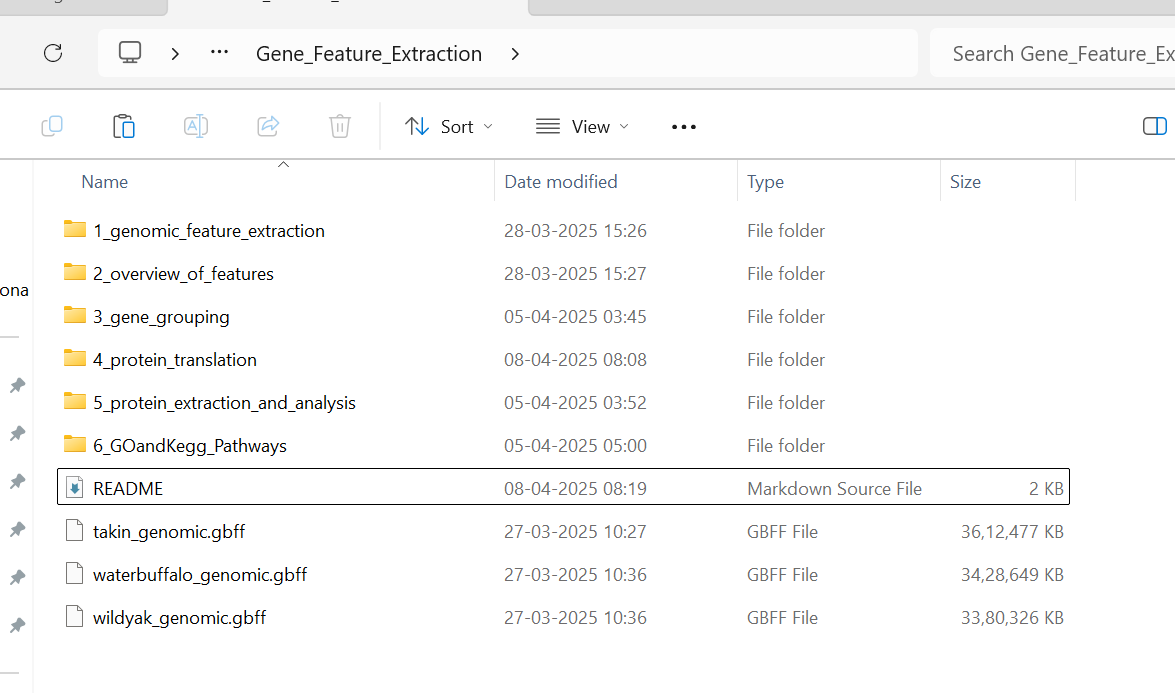 Gene_Feature_Extraction
Search Gene_Feature_Ex
Sort View
Name Date modified Type Size
1_genomic_feature_extraction 28-03-2025 15:26 File folder
2_overview_of_features 28-03-2025 15:27 File folder
ona
3_gene_grouping 05-04-2025 03:45 File folder
4_protein_translation 08-04-2025 08:08 File folder
5_protein_extraction_and_analysis 05-04-2025 03:52 File folder
6_GOandKegg_Pathways 05-04-2025 05:00 File folder
README 08-04-2025 08:19 Markdown Source File 2 KB
takin_genomic.gbff 27-03-2025 10:27 GBFF File 36,12,477 KB
waterbuffalo_genomic.gbff 27-03-2025 10:36 GBFF File 34,28,649 KB
wildyak_genomic.gbff 27-03-2025 10:36 GBFF File 33,80,326 KB